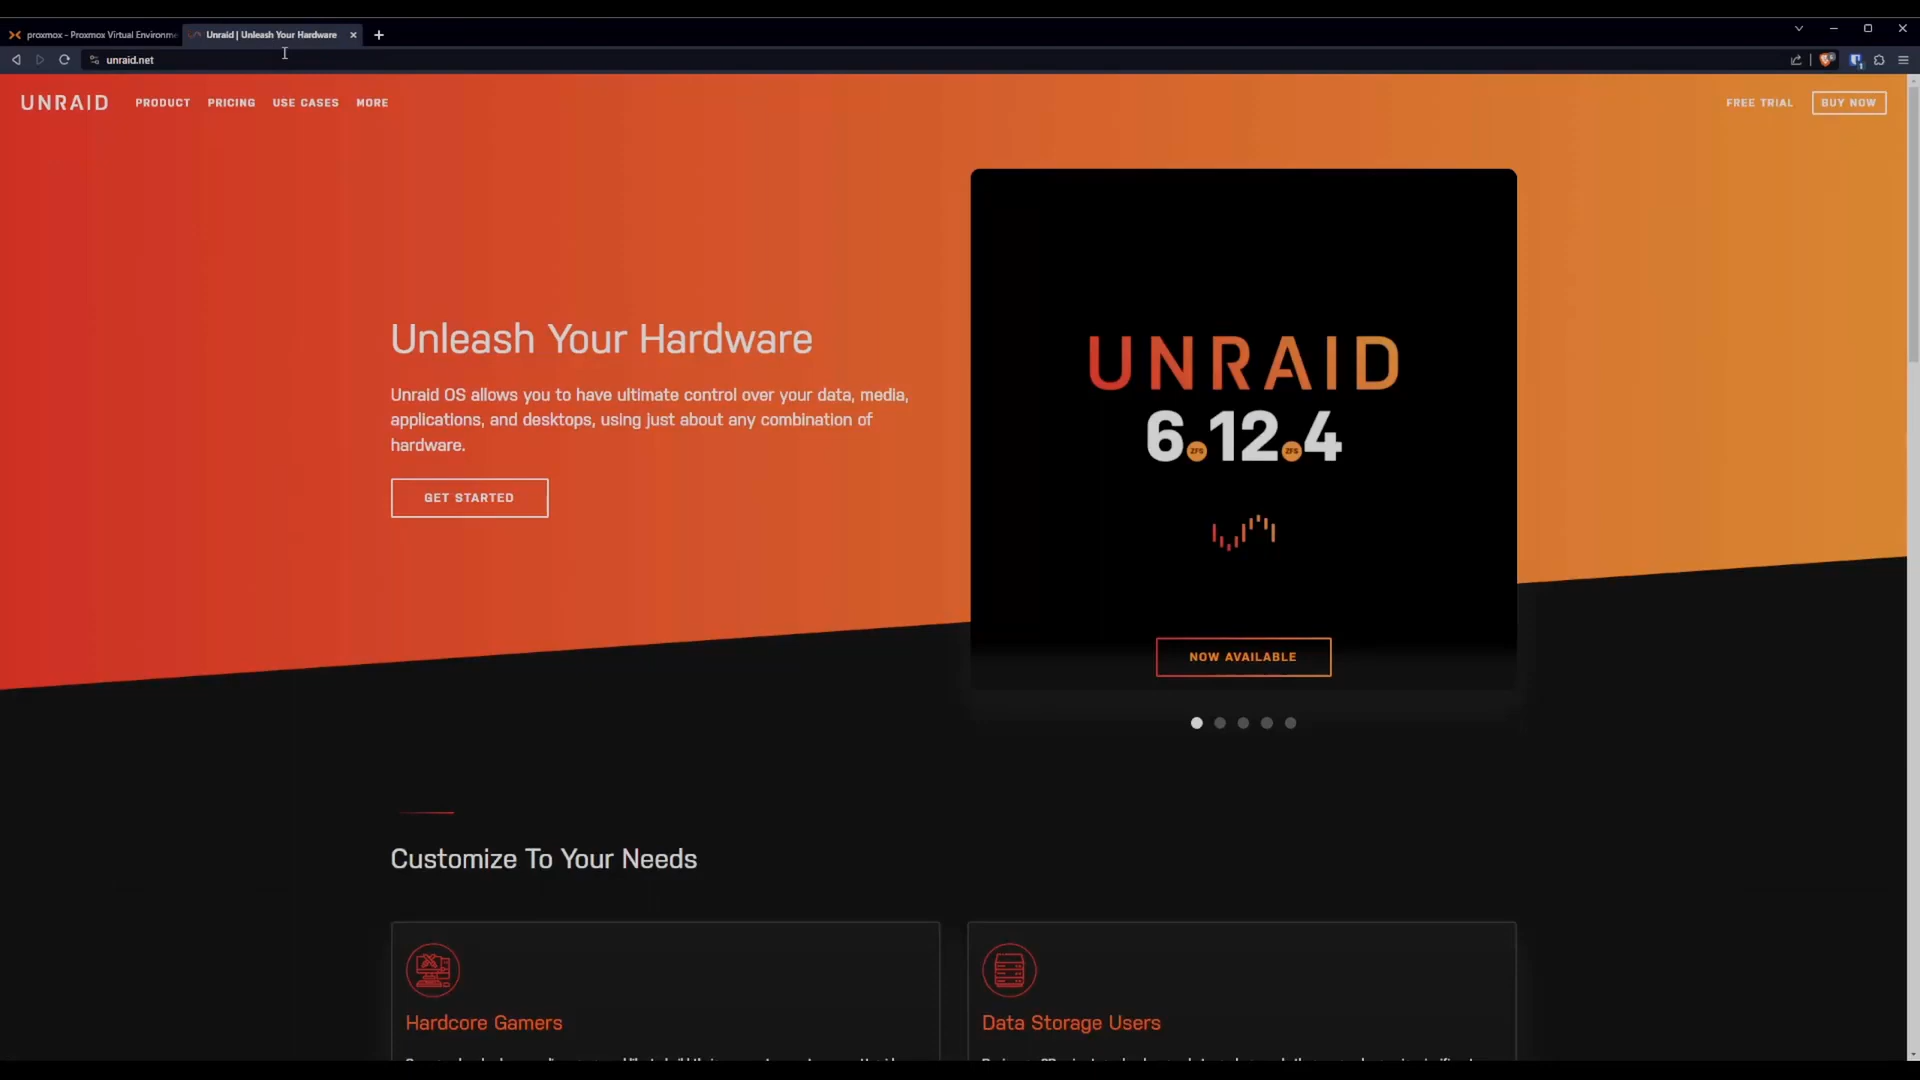 proxmox - Proxmox Virtual Environme
Unraid | Unleash Your Hardware
unraid.net
UNRAID
PRODUCT
PRICING
USE CASES
MORE
FREE TRIAL
BUY NOW
Unleash Your Hardware
Unraid OS allows you to have ultimate control over your data, media,
applications, and desktops, using just about any combination of
hardware.
GET STARTED
UNRAID
6.12.4
ZFS
ZFS
NOW AVAILABLE
Customize To Your Needs
Hardcore Gamers
Data Storage Users